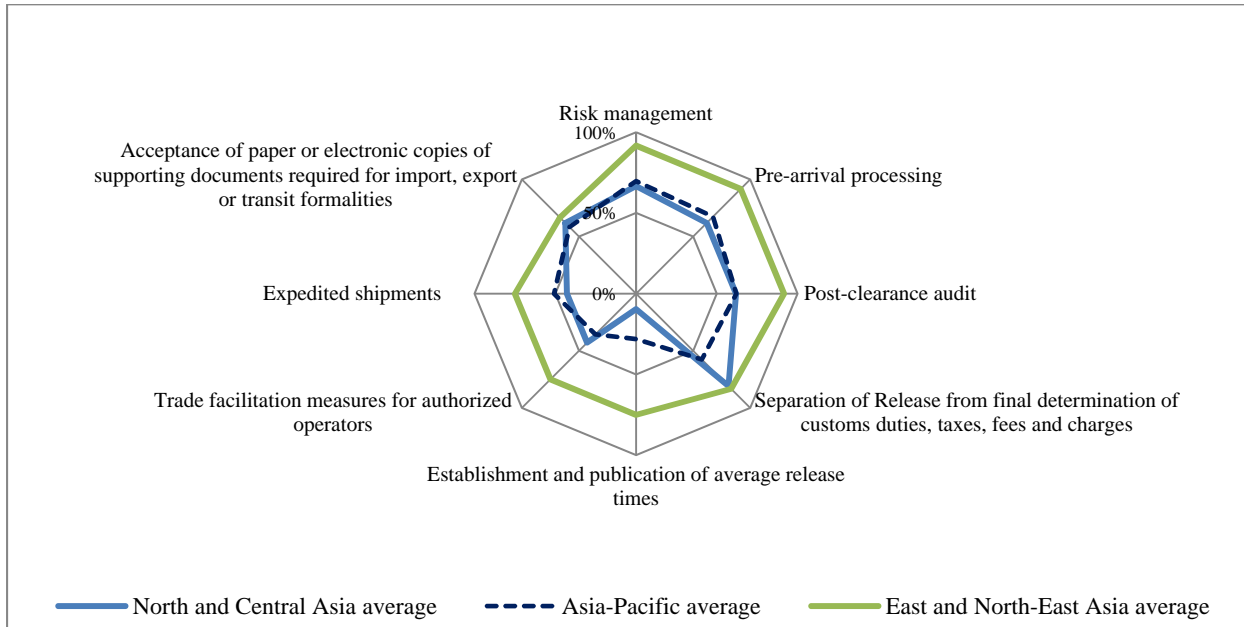 Risk management
100%
Acceptance of paper or electronic copies of
supporting documents required for import, export
or transit formalities
Pre-arrival processing
50%
Expedited shipments
0%
Post-clearance audit
Trade facilitation measures for authorized
operators
Separation of Release from final determination of
customs duties, taxes, fees and charges
Establishment and publication of average release
times
North and Central Asia average
Asia-Pacific average
East and North-East Asia average